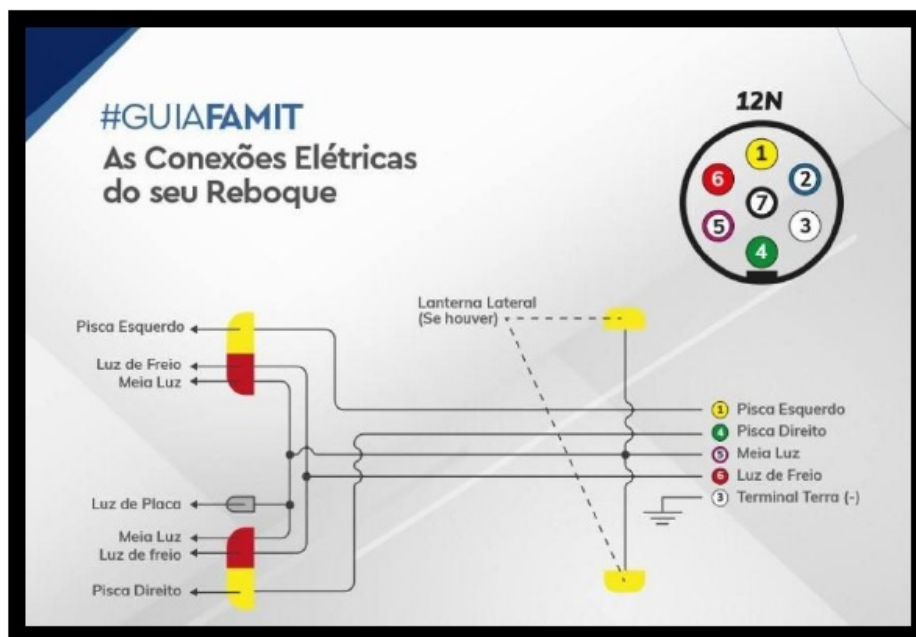 #GUIAFAMIT
As Conexões Elétricas
do seu Reboque
12N
1
6
2
7
5
3
4
Lanterna Lateral
(Se houver)
Pisca Esquerdo
Luz de Freio
Meia Luz
1 Pisca Esquerdo
4 Pisca Direito
5 Meia Luz
6 Luz de Freio
3 Terminal Terra (-)
Luz de Placa
Meia Luz
Luz de freio
Pisca Direito